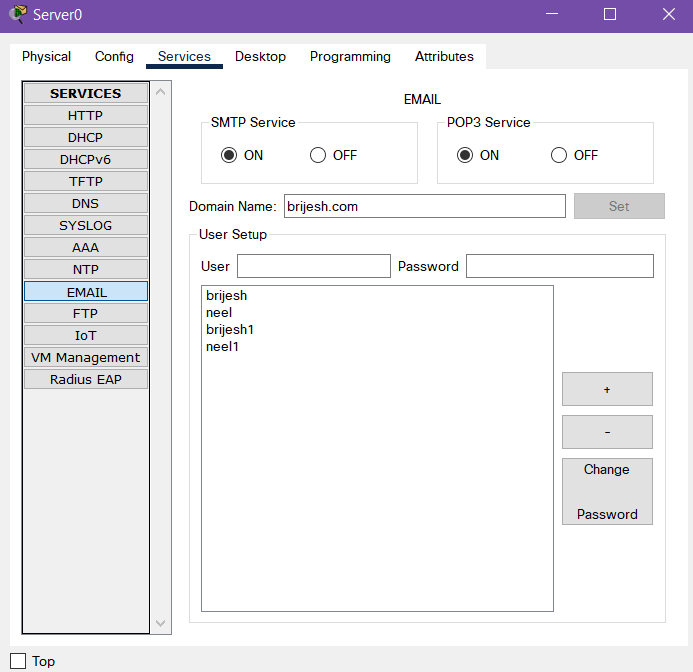 Server0
Physical Config Services Desktop Programming Attributes
SERVICES
HTTP
DHCP
DHCPv6
TFTP
DNS
SYSLOG
AAA
NTP
EMAIL
FTP
IoT
VM Management
Radius EAP
EMAIL
SMTP Service
ON OFF
POP3 Service
ON OFF
Domain Name: brijesh.com Set
User Setup
User Password
brijesh
neel
brijesh1
neel1
+
-
Change
Password
Top